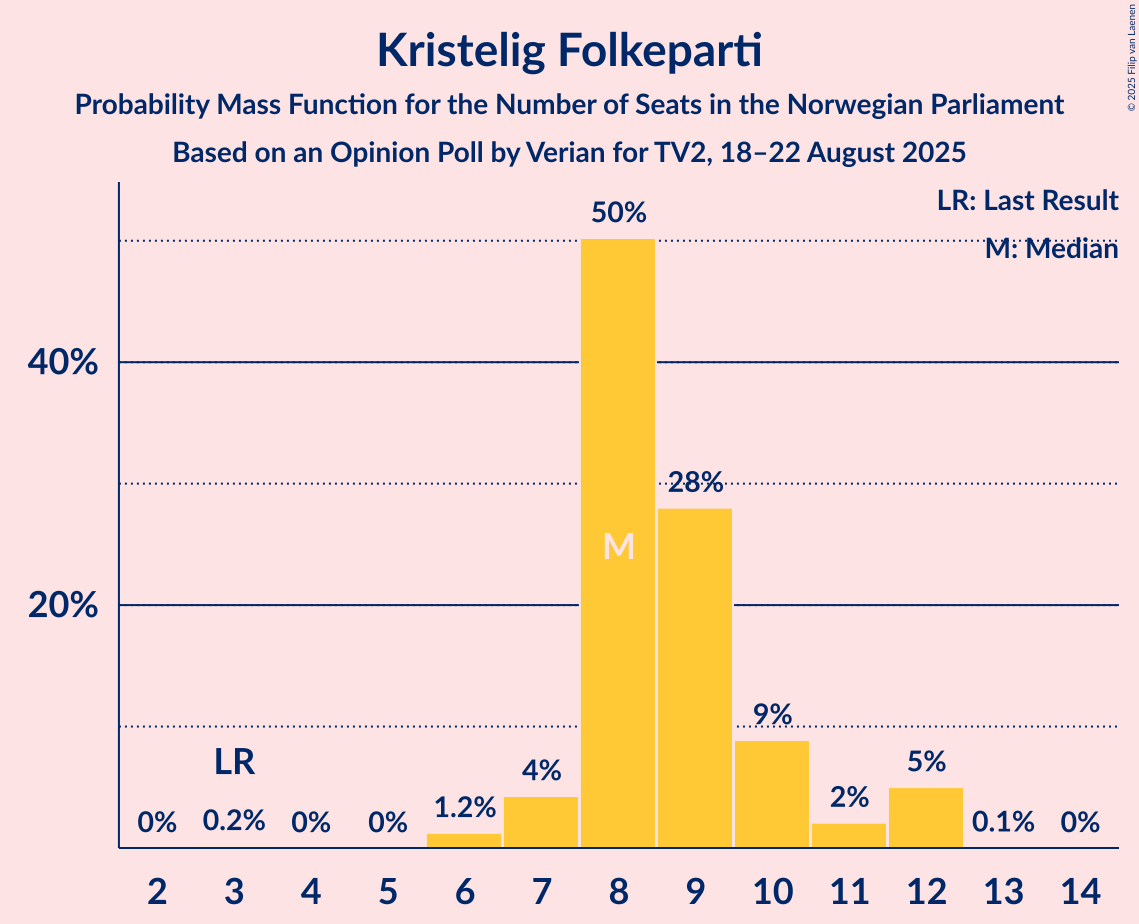 © 2025 Filip van Laenen
Kristelig Folkeparti
Probability Mass Function for the Number of Seats in the Norwegian Parliament
Based on an Opinion Poll by Verian for TV2, 18–22 August 2025
LR: Last Result
M: Median
50%
40%
28%
M
20%
9%
LR
4%
5%
0%
0.2%
0%
0%
1.2%
2%
0.1%
0%
2 3 4 5 6 7 8 9 10 11 12 13 14